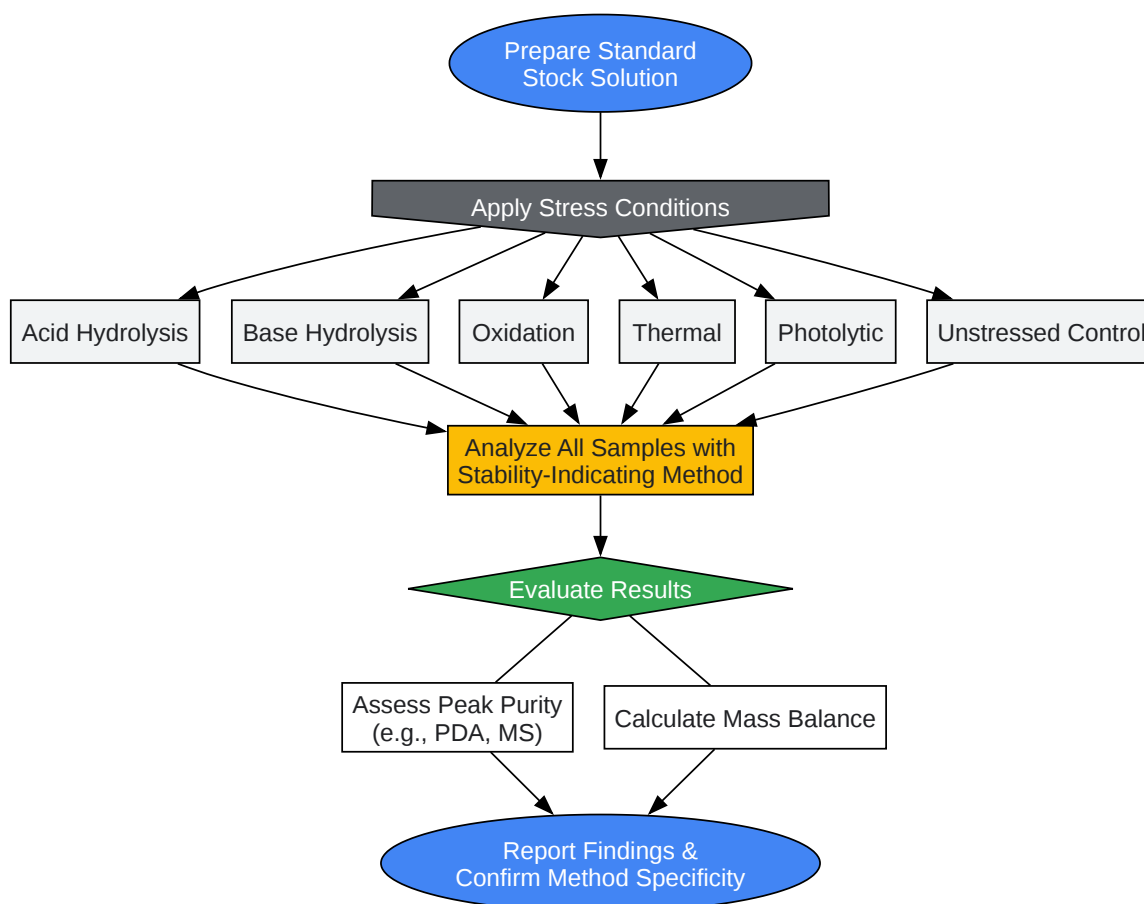 Prepare Standard
Stock Solution
Apply Stress Conditions
Acid Hydrolysis
Base Hydrolysis
Oxidation
Thermal
Photolytic
Unstressed Control
Analyze All Samples with
Stability-Indicating Method
Evaluate Results
Assess Peak Purity
(e.g., PDA, MS)
Calculate Mass Balance
Report Findings &
Confirm Method Specificity